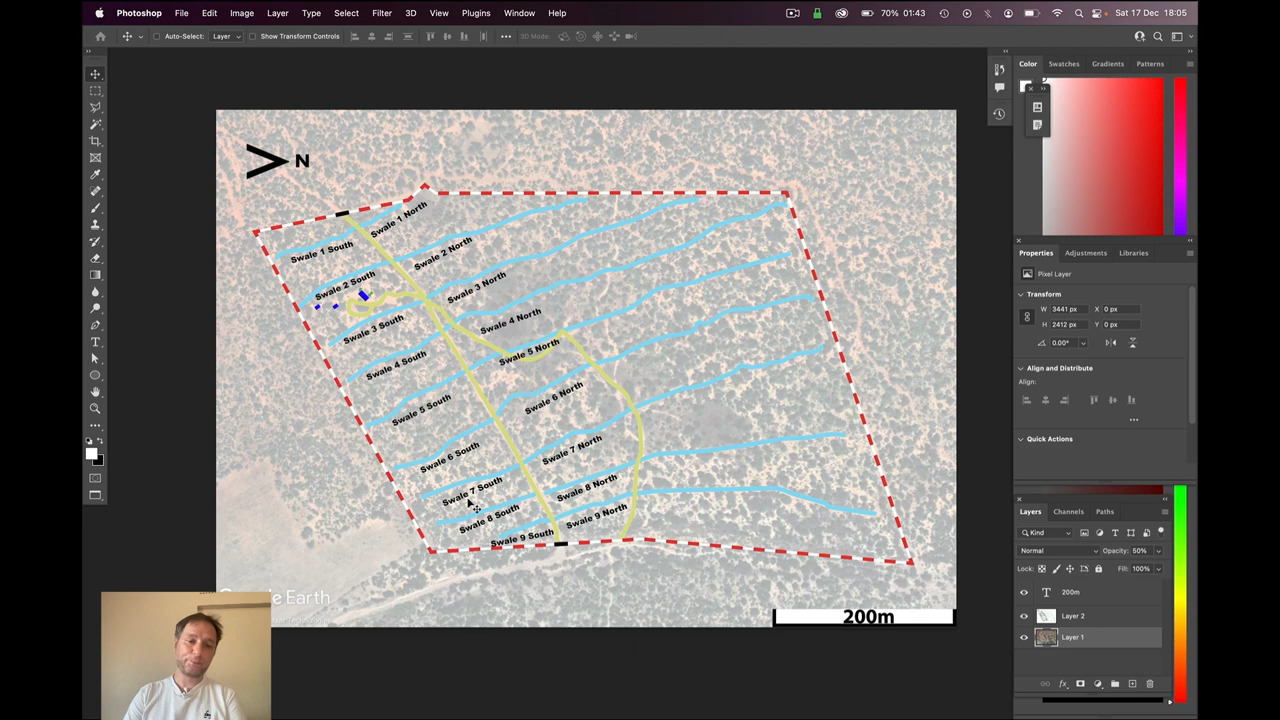 Photoshop File Edit Image Layer Type Select Filter 3D View Plugins Window Help 70% 01:43 Sat 17 Dec 18:05
Auto-Select: Layer Show Transform Controls 3D Mode:
Color Swatches Gradients Patterns
N
Swale 1 North
Swale 1 South
Swale 2 North
Swale 2 South
Swale 3 North
Swale 3 South
Swale 4 North
Swale 4 South
Swale 5 North
Swale 5 South
Swale 6 North
Swale 6 South
Swale 7 North
Swale 7 South
Swale 8 North
Swale 8 South
Swale 9 North
Swale 9 South
Earth
200m
Properties Adjustments Libraries
Pixel Layer
Transform
W 3441 px X 0 px
H 2412 px Y 0 px
0.00°
Align and Distribute
Align:
Quick Actions
Layers Channels Paths
Kind
Normal Opacity: 50%
Lock: Fill: 100%
T 200m
Layer 2
Layer 1
fx